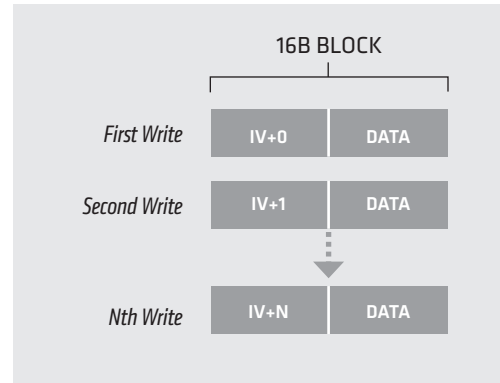 16B BLOCK
First Write IV+0 DATA
Second Write IV+1 DATA
Nth Write IV+N DATA